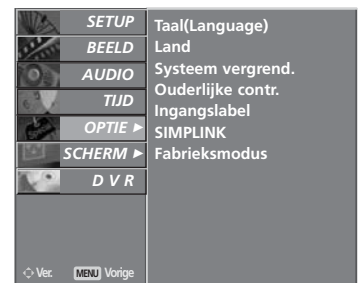 SETUP
BEELD
AUDIO
TIJD
OPTIE ►
SCHERM ►
D V R
Taal(Language)
Land
Systeem vergrend.
Ouderlijke contr.
Ingangslabel
SIMPLINK
Fabrieksmodus
Ver. MENU Vorige